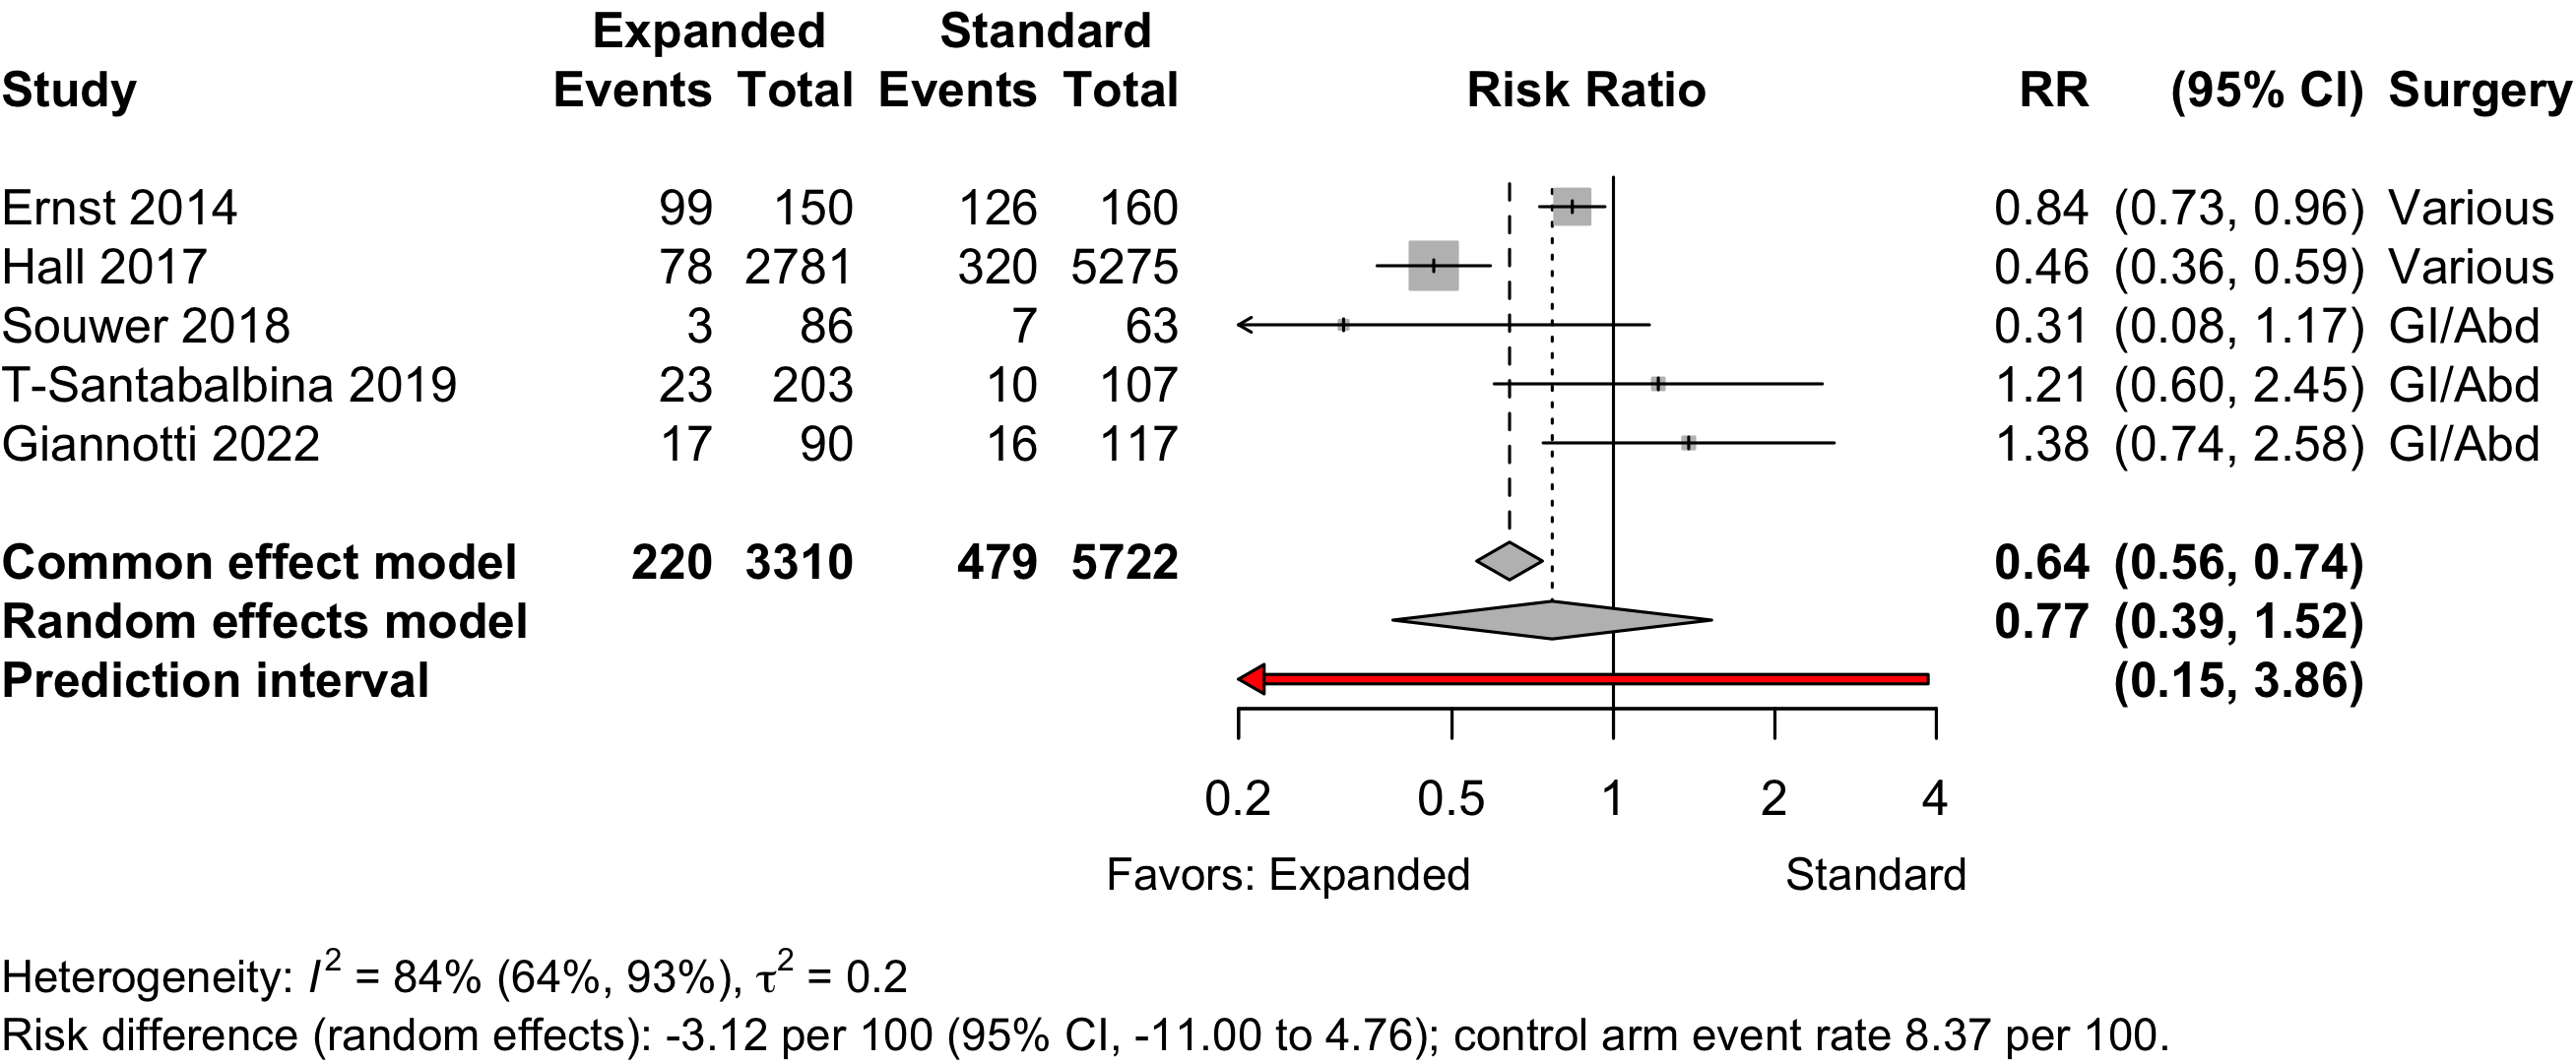 Expanded Standard
Study Events Total Events Total Risk Ratio RR (95% CI) Surgery
Ernst 2014 99 150 126 160 0.84 (0.73, 0.96) Various
Hall 2017 78 2781 320 5275 0.46 (0.36, 0.59) Various
Souwer 2018 3 86 7 63 0.31 (0.08, 1.17) GI/Abd
T-Santabalbina 2019 23 203 10 107 1.21 (0.60, 2.45) GI/Abd
Giannotti 2022 17 90 16 117 1.38 (0.74, 2.58) GI/Abd
Common effect model 220 3310 479 5722 0.64 (0.56, 0.74)
Random effects model 0.77 (0.39, 1.52)
Prediction interval (0.15, 3.86)
0.2 0.5 1 2 4
Favors: Expanded Standard
Heterogeneity: I² = 84% (64%, 93%), τ² = 0.2
Risk difference (random effects): -3.12 per 100 (95% CI, -11.00 to 4.76); control arm event rate 8.37 per 100.